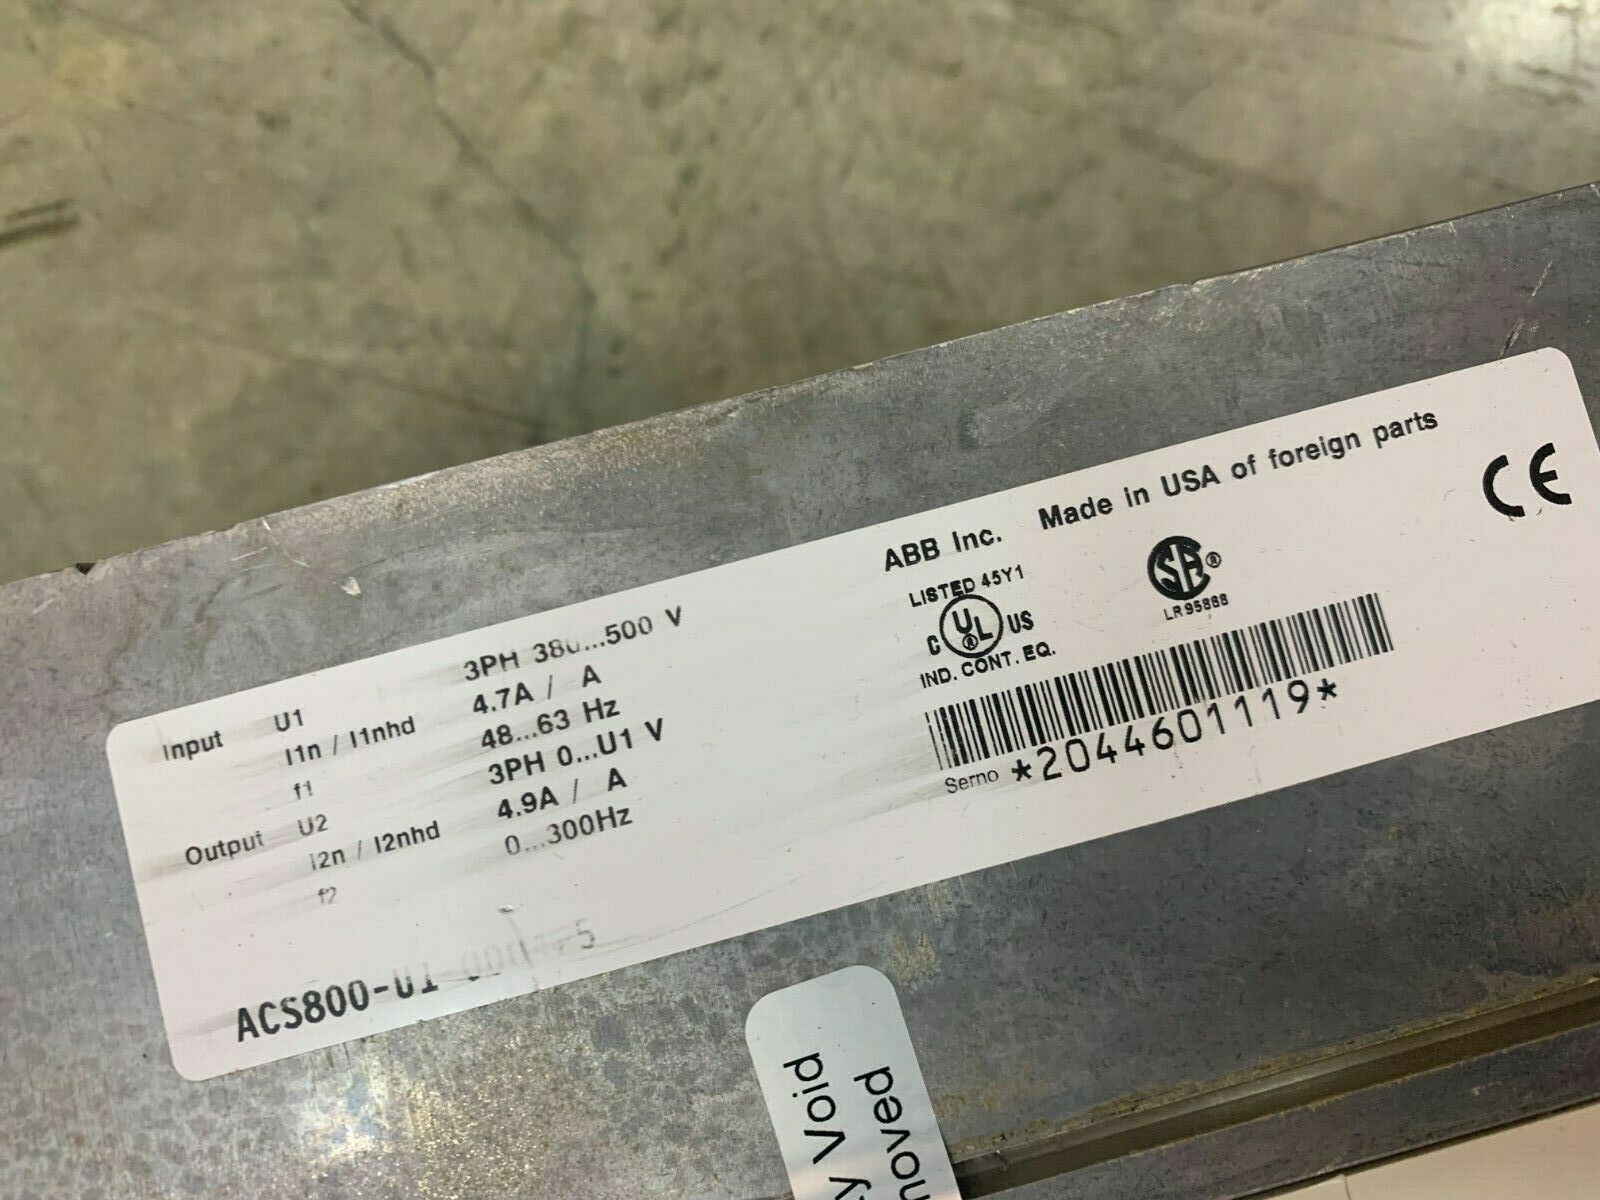 Input U1 3PH 380...500 V
I1n / I1nhd 4.7A / A
f1 48...63 Hz
Output U2 3PH 0...U1 V
I2n / I2nhd 4.9A / A
f2 0...300Hz
ACS800-U1
ABB Inc. Made in USA of foreign parts
CE
LISTED 45Y1
C UL ® US
IND. CONT. EQ.
SA ®
LR 95888
Serno *2044601119*
y Void
noved